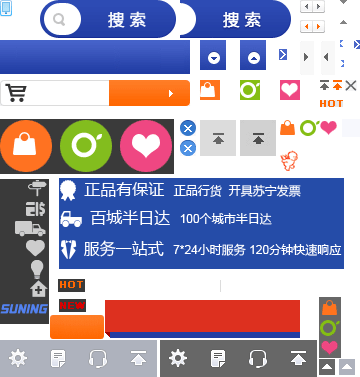 搜索 搜索
HOT
正品有保证 正品行货 开具苏宁发票
百城半日达 100个城市半日达
服务一站式 7*24小时服务 120分钟快速响应
HOT
NEW
SUNING